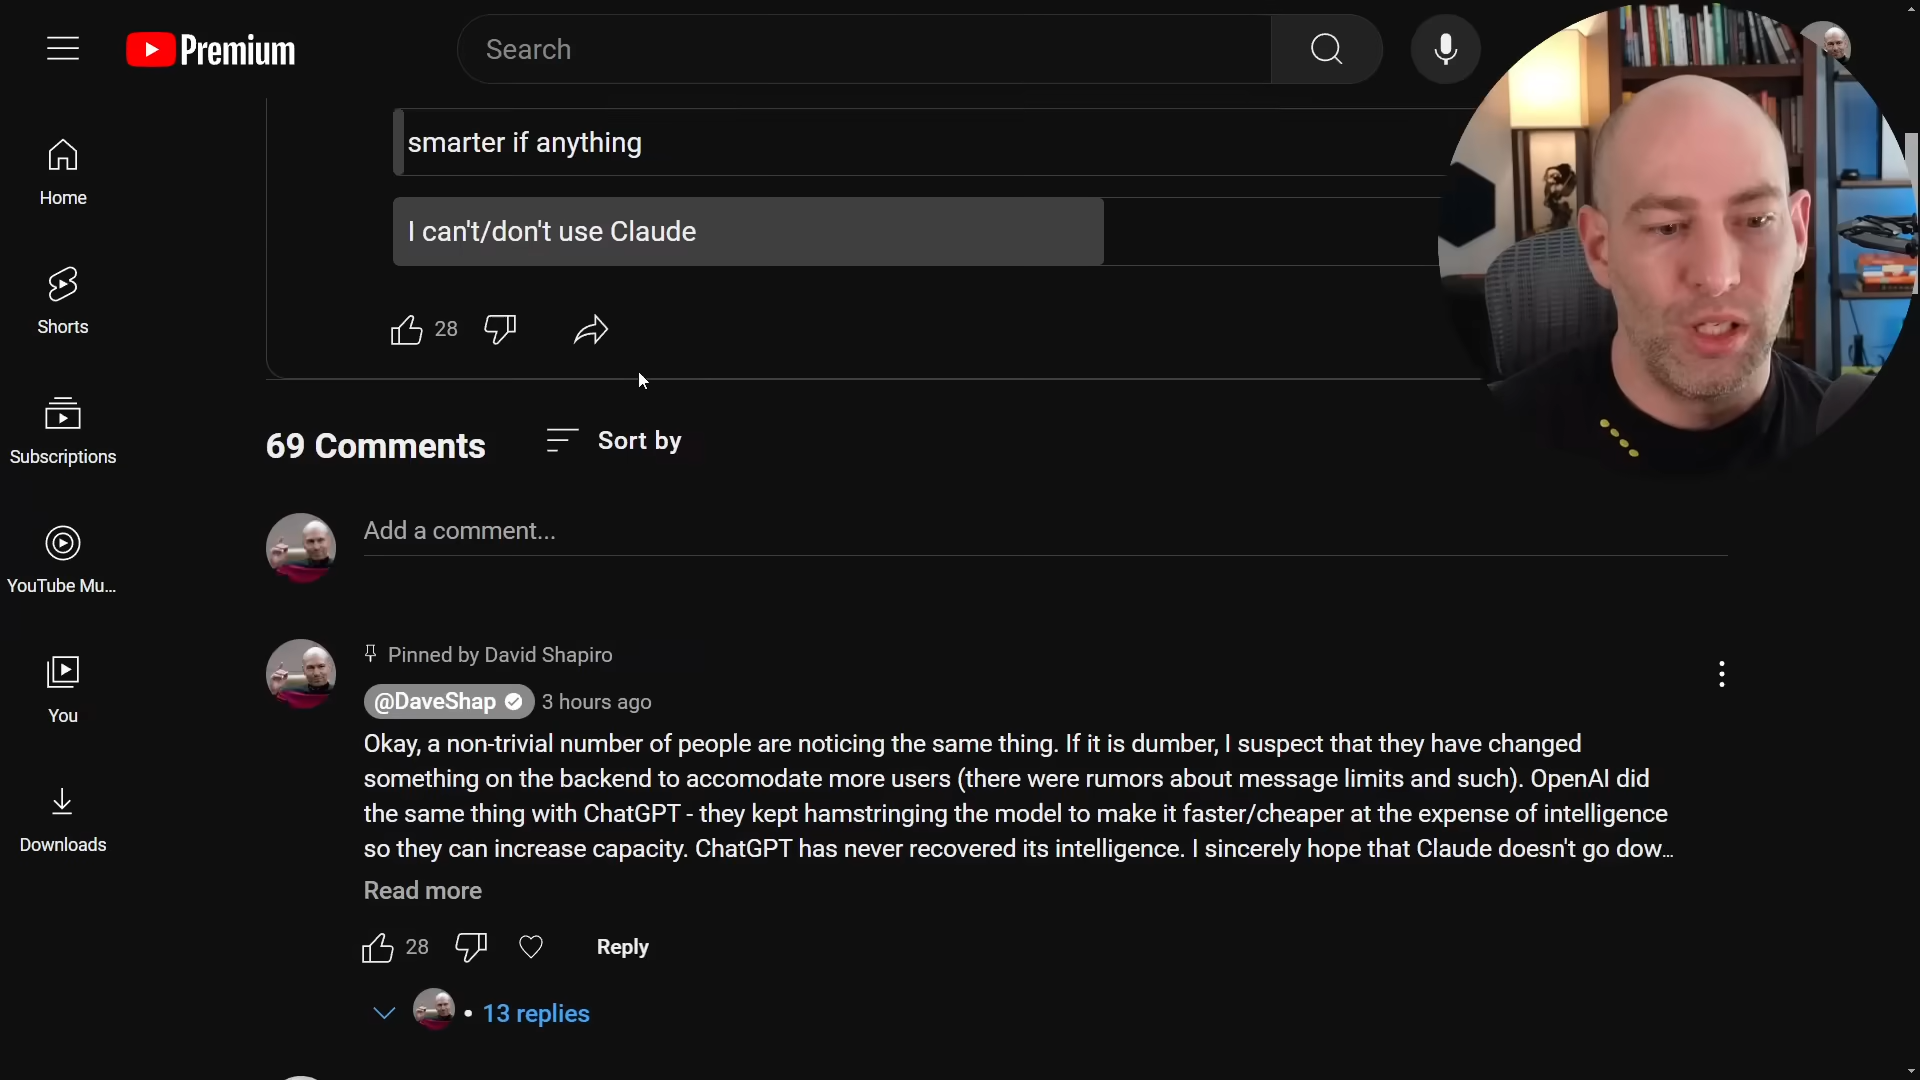 Premium
Search
smarter if anything
Home
I can't/don't use Claude
Shorts
28
Subscriptions
69 Comments
Sort by
Add a comment...
YouTube Mu...
Pinned by David Shapiro
@DaveShap
3 hours ago
You
Okay, a non-trivial number of people are noticing the same thing. If it is dumber, I suspect that they have changed
something on the backend to accomodate more users (there were rumors about message limits and such). OpenAI did
the same thing with ChatGPT - they kept hamstringing the model to make it faster/cheaper at the expense of intelligence
so they can increase capacity. ChatGPT has never recovered its intelligence. I sincerely hope that Claude doesn't go dow...
Downloads
Read more
28
Reply
• 13 replies